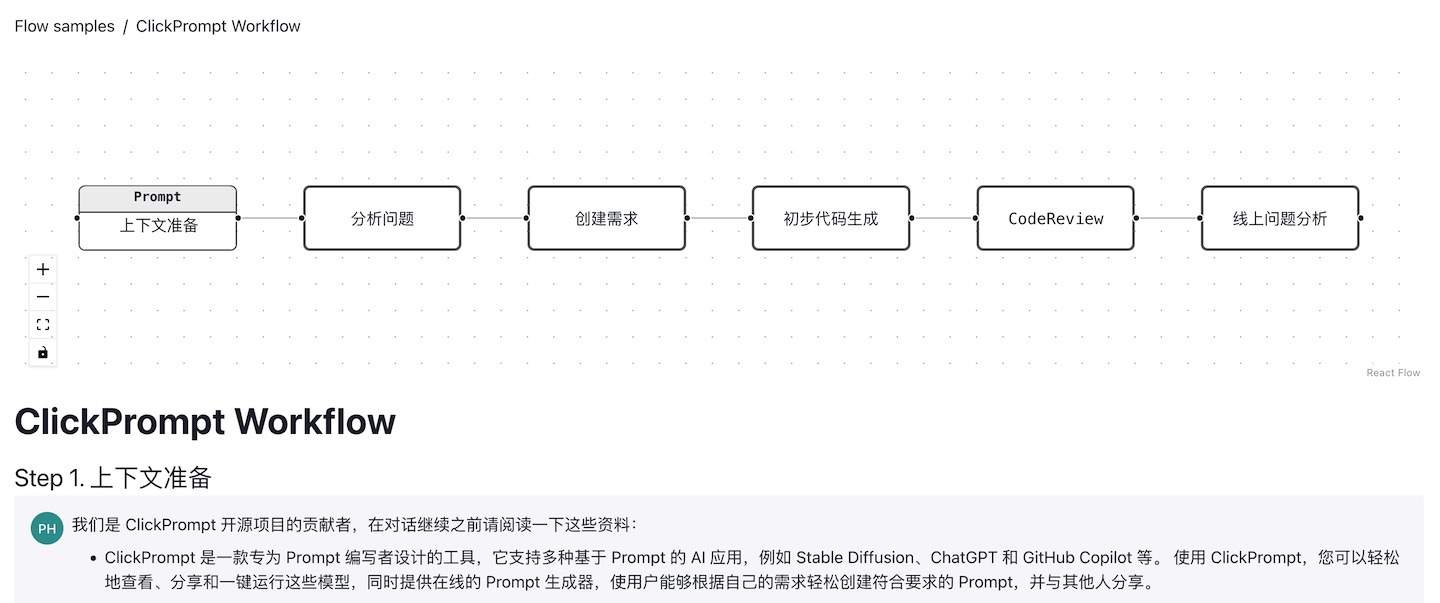 Flow samples / ClickPrompt Workflow
Prompt
上下文准备
分析问题
创建需求
初步代码生成
CodeReview
线上问题分析
React Flow
ClickPrompt Workflow
Step 1. 上下文准备
PH
我们是 ClickPrompt 开源项目的贡献者，在对话继续之前请阅读一下这些资料：
• ClickPrompt 是一款专为 Prompt 编写者设计的工具，它支持多种基于 Prompt 的 AI 应用，例如 Stable Diffusion、ChatGPT 和 GitHub Copilot 等。 使用 ClickPrompt，您可以轻松
地查看、分享和一键运行这些模型，同时提供在线的 Prompt 生成器，使用户能够根据自己的需求轻松创建符合要求的 Prompt，并与其他人分享。